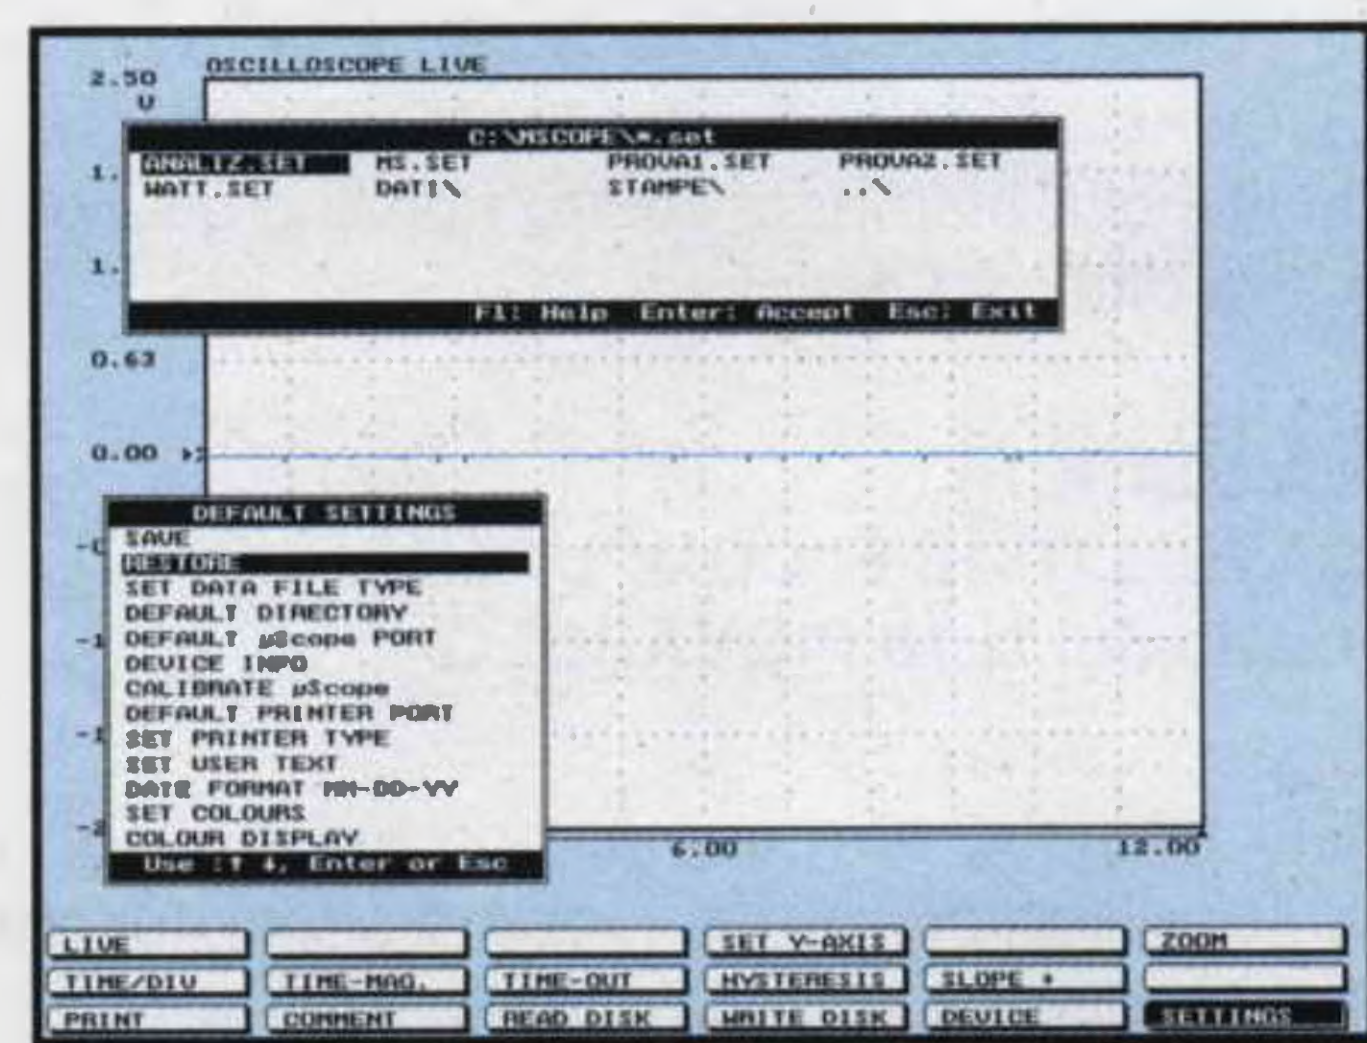 OSCILLOSCOPE LIVE
2.50
V
C:\MSCOPE\*.set
ANALIZ.SET MS.SET PROVA1.SET PROVA2.SET
WATT.SET DATI\ STAMPE\ ..\
F1: Help Enter: Accept Esc: Exit
1.
1.
0.63
0.00
DEFAULT SETTINGS
SAVE
RESTORE
SET DATA FILE TYPE
DEFAULT DIRECTORY
DEFAULT µScope PORT
DEVICE INFO
CALIBRATE µScope
DEFAULT PRINTER PORT
SET PRINTER TYPE
SET USER TEXT
DATE FORMAT MM-DD-YY
SET COLOURS
COLOUR DISPLAY
Use :↑ ↓, Enter or Esc
-0
-1
-1
-2
6.00 12.00
LIVE SET Y-AXIS ZOOM
TIME/DIV TIME-MAG. TIME-OUT HYSTERESIS SLOPE +
PRINT COMMENT READ DISK WRITE DISK DEVICE SETTINGS